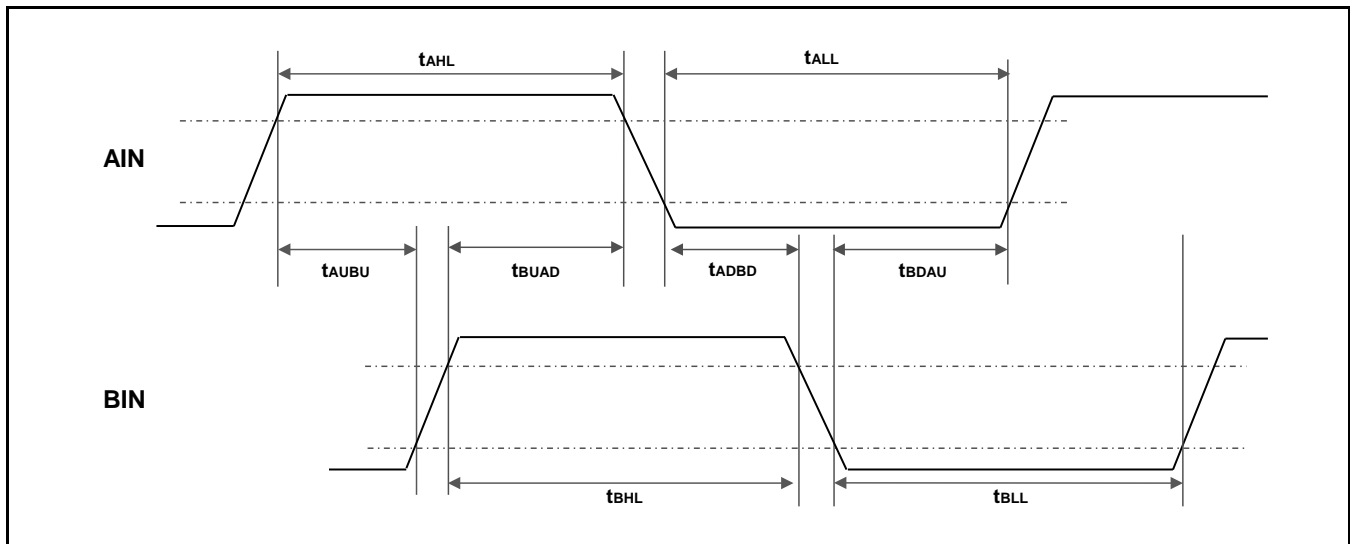 tAHL
tALL
AIN
tAUBU
tBUAD
tADBD
tBDAU
BIN
tBHL
tBLL